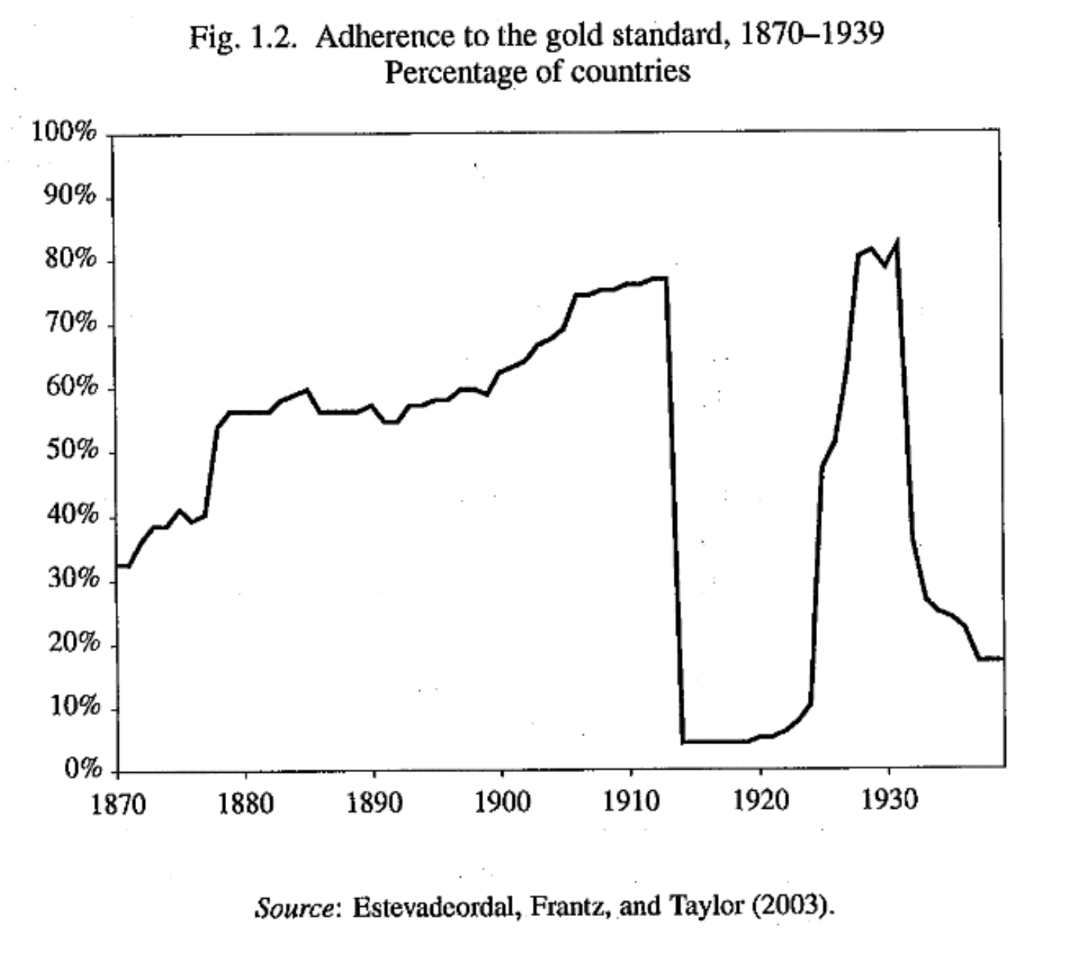 Fig. 1.2. Adherence to the gold standard, 1870–1939
Percentage of countries
100%
90%
80%
70%
60%
50%
40%
30%
20%
10%
0%
1870 1880 1890 1900 1910 1920 1930
Source: Estevadeordal, Frantz, and Taylor (2003).